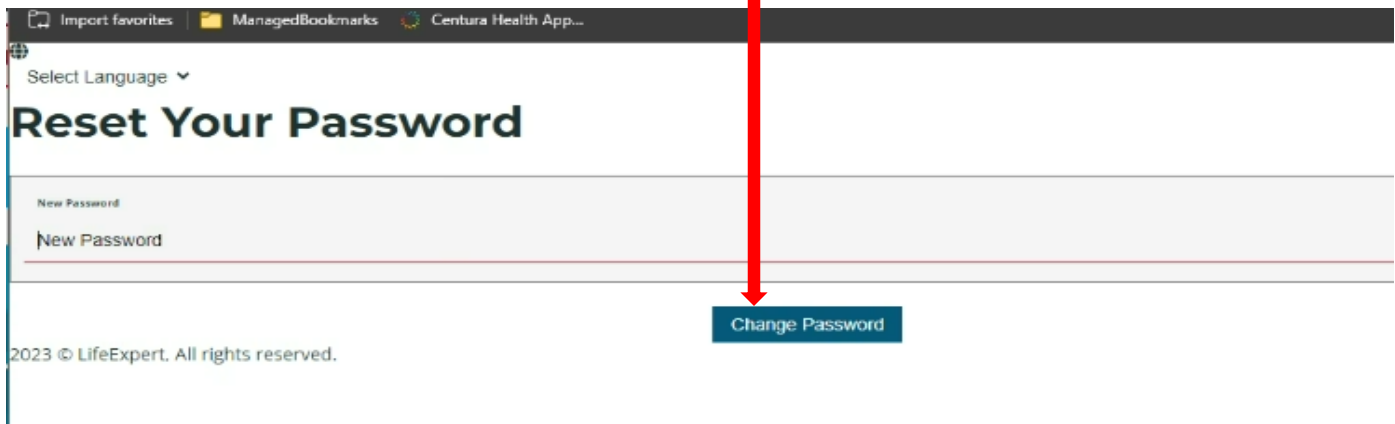 Import favorites ManagedBookmarks Centura Health App...
Select Language
Reset Your Password
New Password
New Password
Change Password
2023 © LifeExpert. All rights reserved.